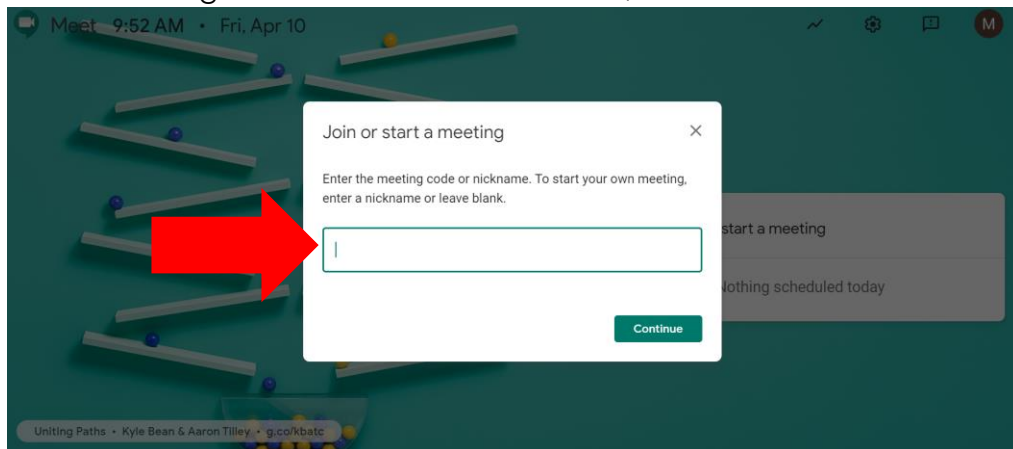 Meet 9:52 AM • Fri, Apr 10
M
Join or start a meeting
Enter the meeting code or nickname. To start your own meeting,
enter a nickname or leave blank.
start a meeting
Nothing scheduled today
Continue
Uniting Paths • Kyle Bean & Aaron Tilley • g.co/kbatc